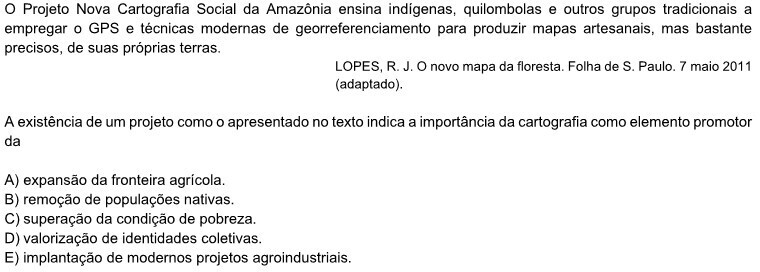 O Projeto Nova Cartografia Social da Amazônia ensina indígenas, quilombolas e outros grupos tradicionais a
empregar o GPS e técnicas modernas de georreferenciamento para produzir mapas artesanais, mas bastante
precisos, de suas próprias terras.
LOPES, R. J. O novo mapa da floresta. Folha de S. Paulo. 7 maio 2011
(adaptado).
A existência de um projeto como o apresentado no texto indica a importância da cartografia como elemento promotor
da
A) expansão da fronteira agrícola.
B) remoção de populações nativas.
C) superação da condição de pobreza.
D) valorização de identidades coletivas.
E) implantação de modernos projetos agroindustriais.